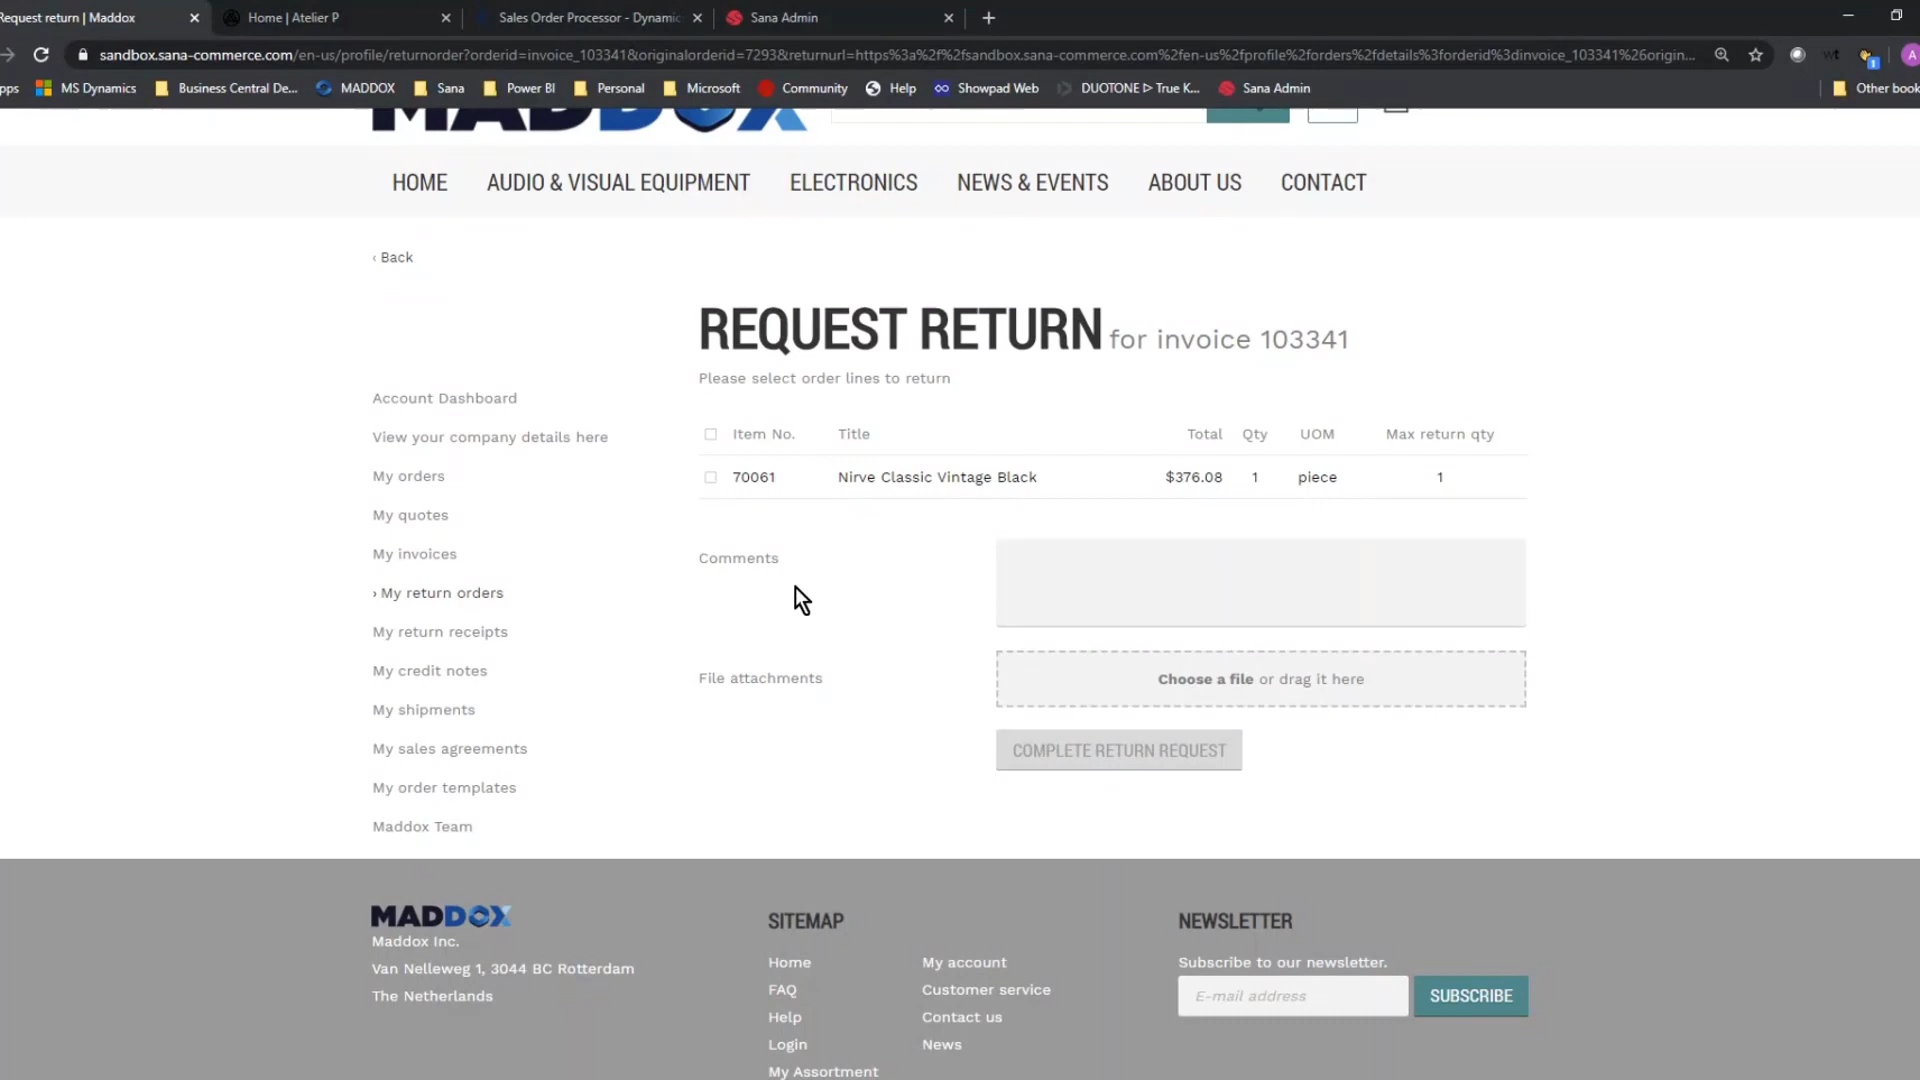 Request return | Maddox
Home | Atelier P
Sales Order Processor - Dynamic
Sana Admin
sandbox.sana-commerce.com/en-us/profile/returnorder?orderid=invoice_103341&originalorderid=7293&returnurl=https%3a%2f%2fsandbox.sana-commerce.com%2fen-us%2fprofile%2forders%2fdetails%3forderid%3dinvoice_103341%26origin...
MS Dynamics
Business Central De...
MADDOX
Sana
Power BI
Personal
Microsoft
Community
Help
Showpad Web
DUOTONE ᐅ True K...
Sana Admin
Other book
MADDOX
HOME
AUDIO & VISUAL EQUIPMENT
ELECTRONICS
NEWS & EVENTS
ABOUT US
CONTACT
‹ Back
REQUEST RETURN for invoice 103341
Please select order lines to return
Item No. Title Total Qty UOM Max return qty
70061 Nirve Classic Vintage Black $376.08 1 piece 1
Comments
File attachments
Choose a file or drag it here
COMPLETE RETURN REQUEST
Account Dashboard
View your company details here
My orders
My quotes
My invoices
› My return orders
My return receipts
My credit notes
My shipments
My sales agreements
My order templates
Maddox Team
MADDOX
Maddox Inc.
Van Nelleweg 1, 3044 BC Rotterdam
The Netherlands
SITEMAP
Home
FAQ
Help
Login
My Assortment
My account
Customer service
Contact us
News
NEWSLETTER
Subscribe to our newsletter.
E-mail address
SUBSCRIBE